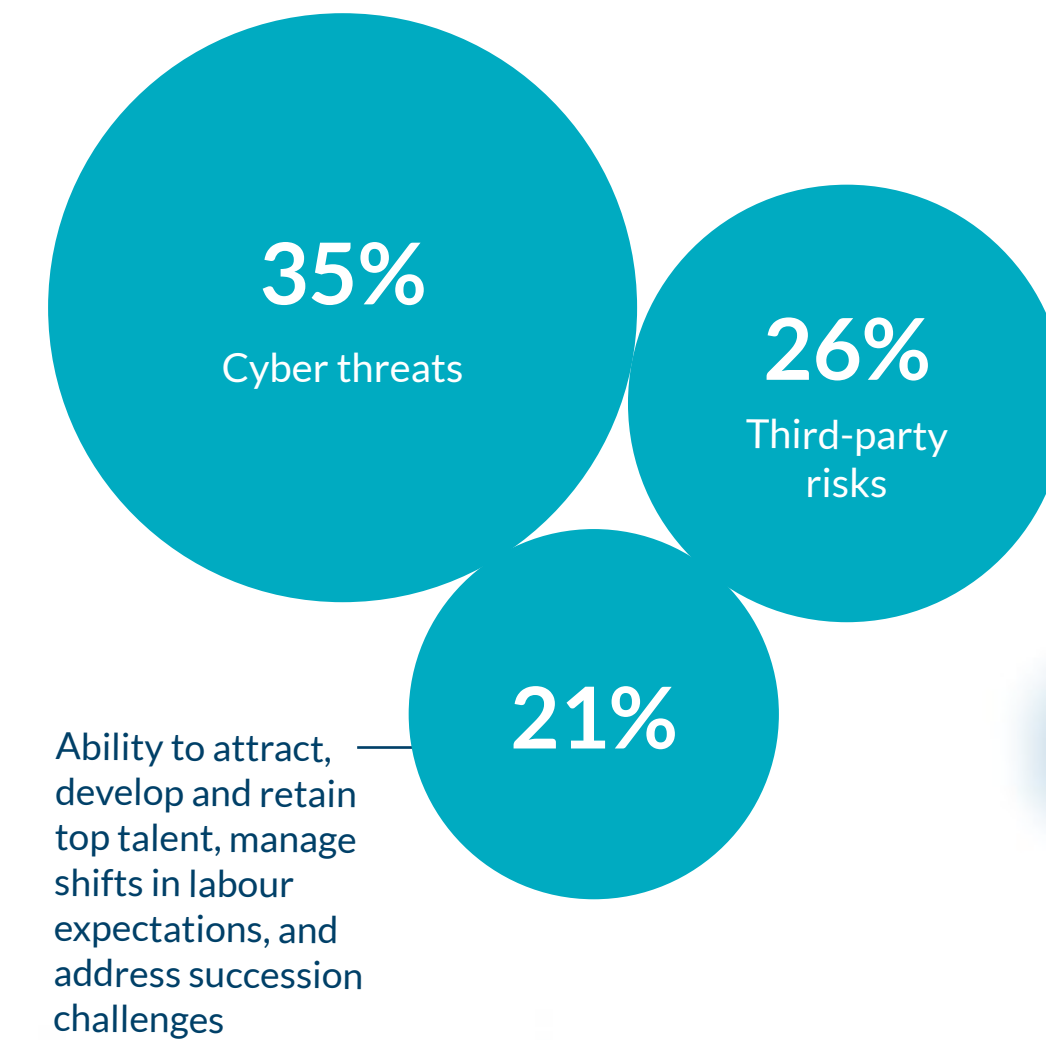 35%
Cyber threats
26%
Third-party
risks
21%
Ability to attract,
develop and retain
top talent, manage
shifts in labour
expectations, and
address succession
challenges